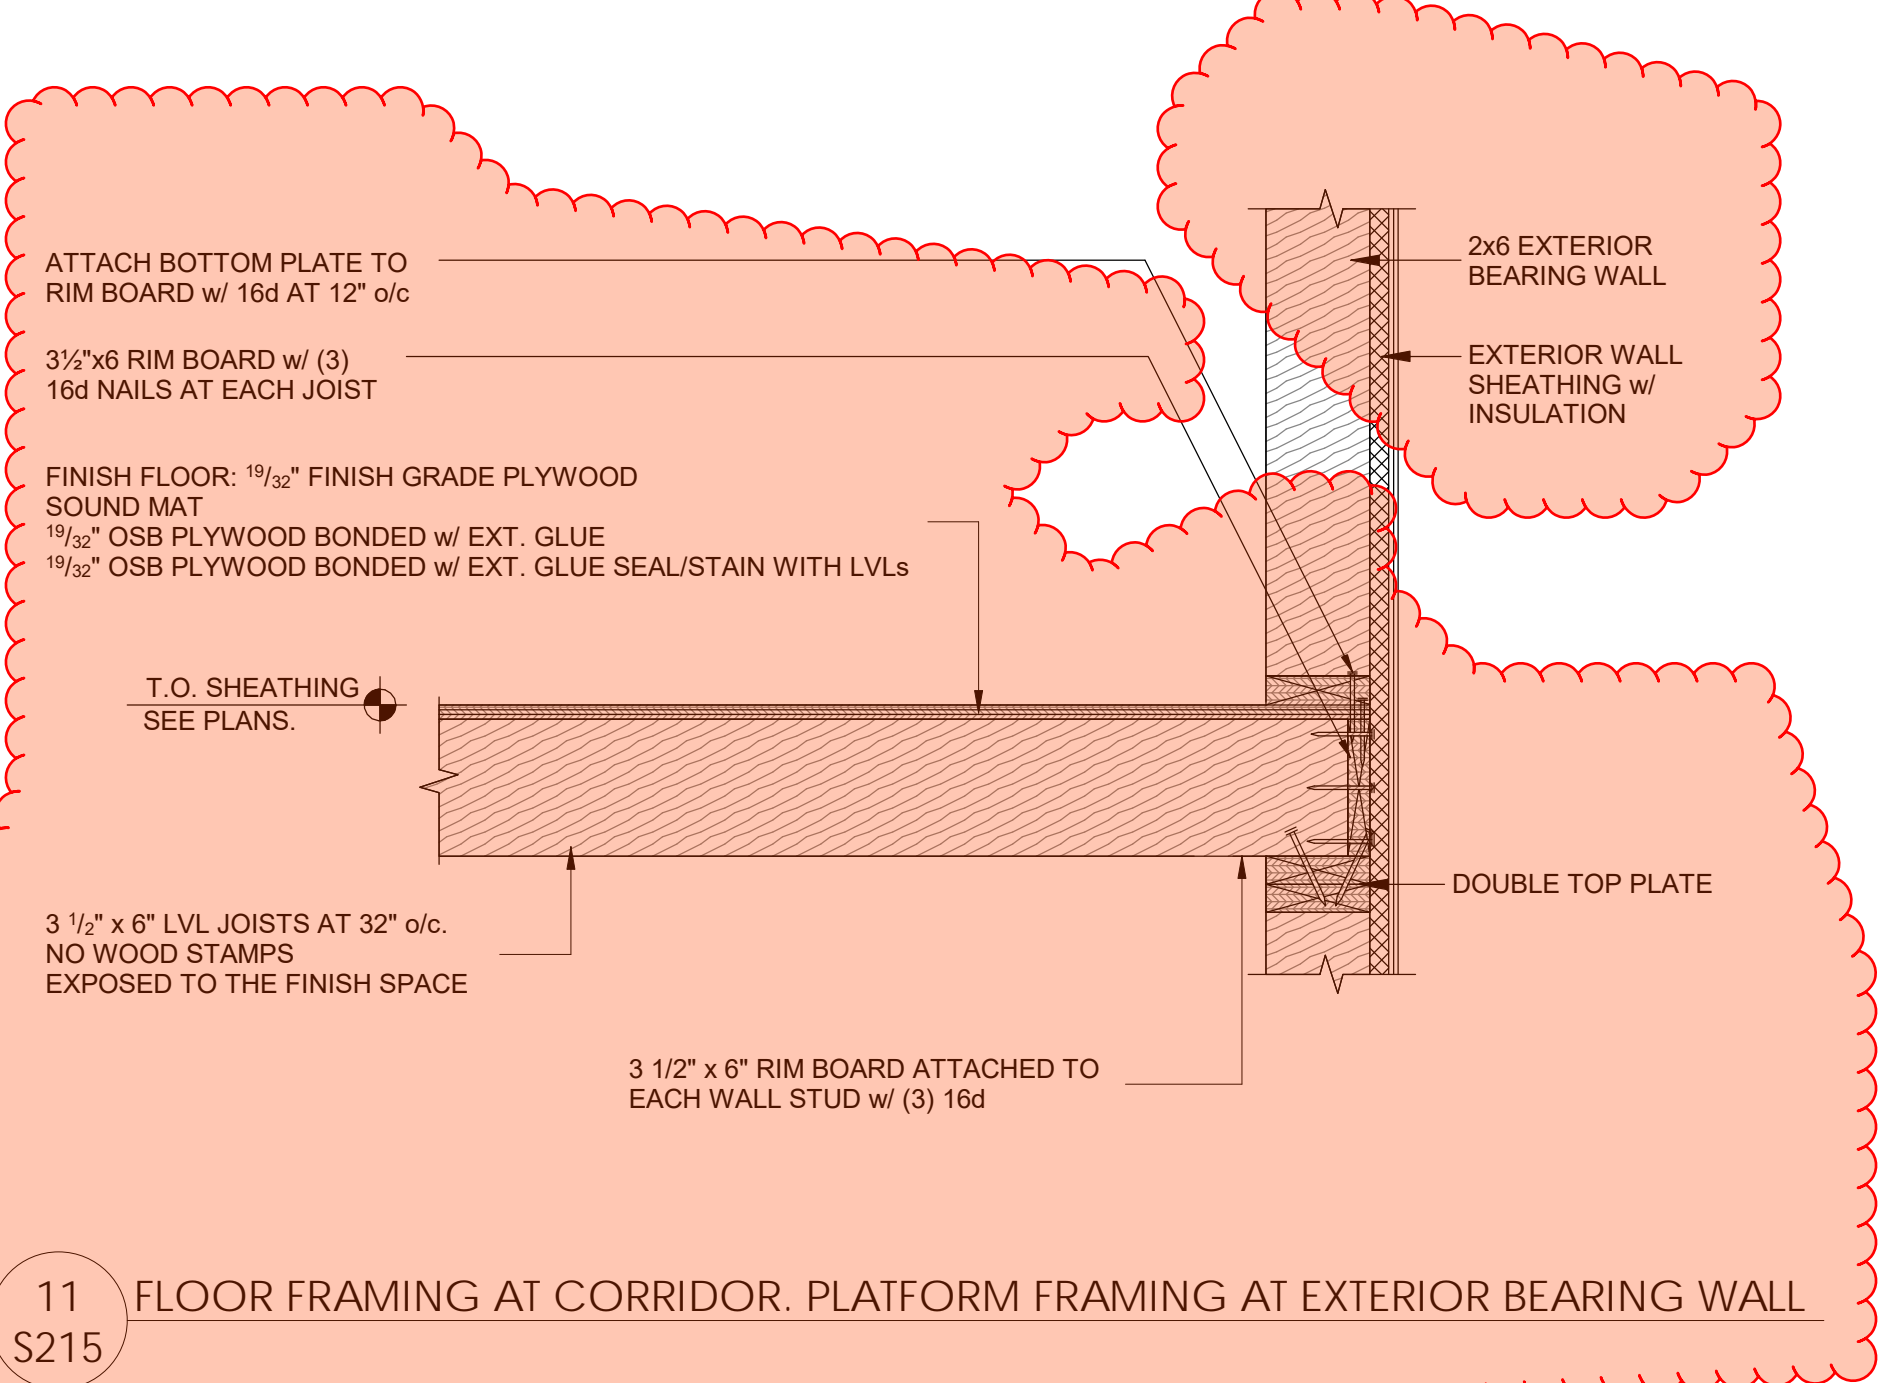 ATTACH BOTTOM PLATE TO
RIM BOARD w/ 16d AT 12" o/c
3½"x6 RIM BOARD w/ (3)
16d NAILS AT EACH JOIST
FINISH FLOOR: 19/32" FINISH GRADE PLYWOOD
SOUND MAT
19/32" OSB PLYWOOD BONDED w/ EXT. GLUE
19/32" OSB PLYWOOD BONDED w/ EXT. GLUE SEAL/STAIN WITH LVLs
2x6 EXTERIOR
BEARING WALL
EXTERIOR WALL
SHEATHING w/
INSULATION
T.O. SHEATHING
SEE PLANS.
DOUBLE TOP PLATE
3 1/2" x 6" LVL JOISTS AT 32" o/c.
NO WOOD STAMPS
EXPOSED TO THE FINISH SPACE
3 1/2" x 6" RIM BOARD ATTACHED TO
EACH WALL STUD w/ (3) 16d
11
S215
FLOOR FRAMING AT CORRIDOR. PLATFORM FRAMING AT EXTERIOR BEARING WALL